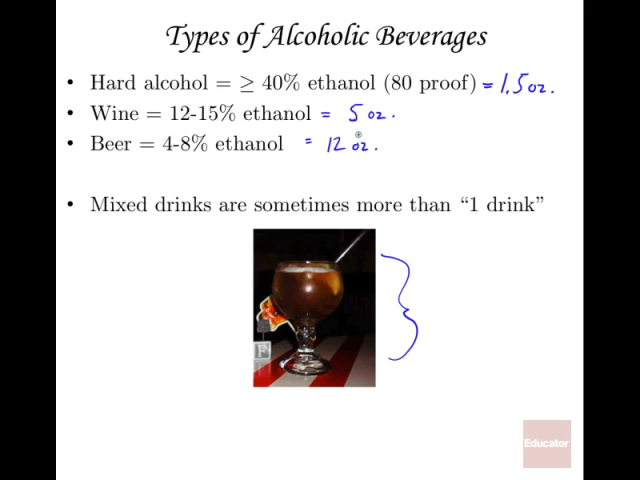 Types of Alcoholic Beverages
• Hard alcohol = ≥ 40% ethanol (80 proof) = 1.5 oz.
• Wine = 12-15% ethanol = 5 oz.
• Beer = 4-8% ethanol = 12 oz.
• Mixed drinks are sometimes more than “1 drink”
Educator